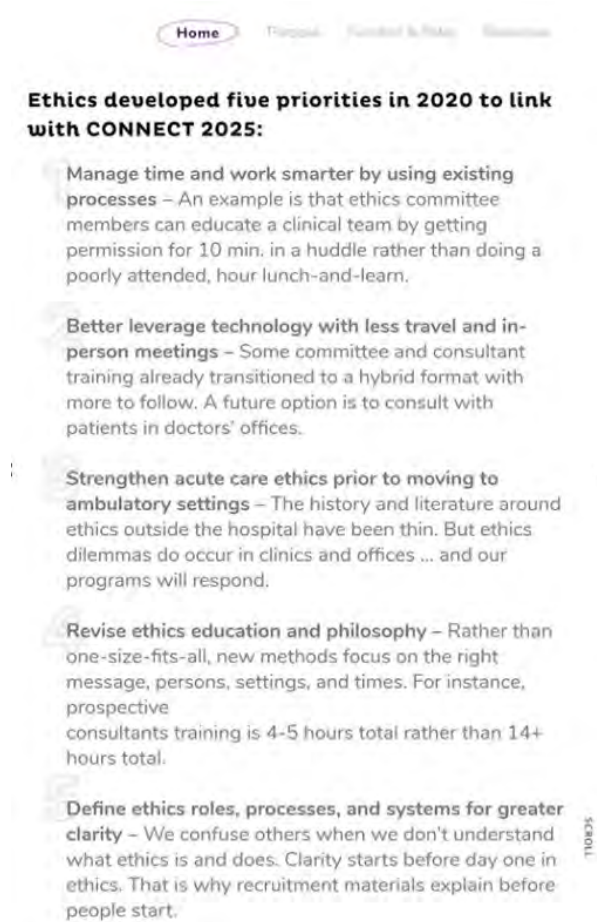 Home
Ethics developed five priorities in 2020 to link
with CONNECT 2025:
1
Manage time and work smarter by using existing
processes – An example is that ethics committee
members can educate a clinical team by getting
permission for 10 min. in a huddle rather than doing a
poorly attended, hour lunch-and-learn.
2
Better leverage technology with less travel and in-
person meetings – Some committee and consultant
training already transitioned to a hybrid format with
more to follow. A future option is to consult with
patients in doctors' offices.
3
Strengthen acute care ethics prior to moving to
ambulatory settings – The history and literature around
ethics outside the hospital have been thin. But ethics
dilemmas do occur in clinics and offices ... and our
programs will respond.
4
Revise ethics education and philosophy – Rather than
one-size-fits-all, new methods focus on the right
message, persons, settings, and times. For instance,
prospective
consultants training is 4-5 hours total rather than 14+
hours total.
5
Define ethics roles, processes, and systems for greater
clarity – We confuse others when we don't understand
what ethics is and does. Clarity starts before day one in
ethics. That is why recruitment materials explain before
people start.
SCROLL